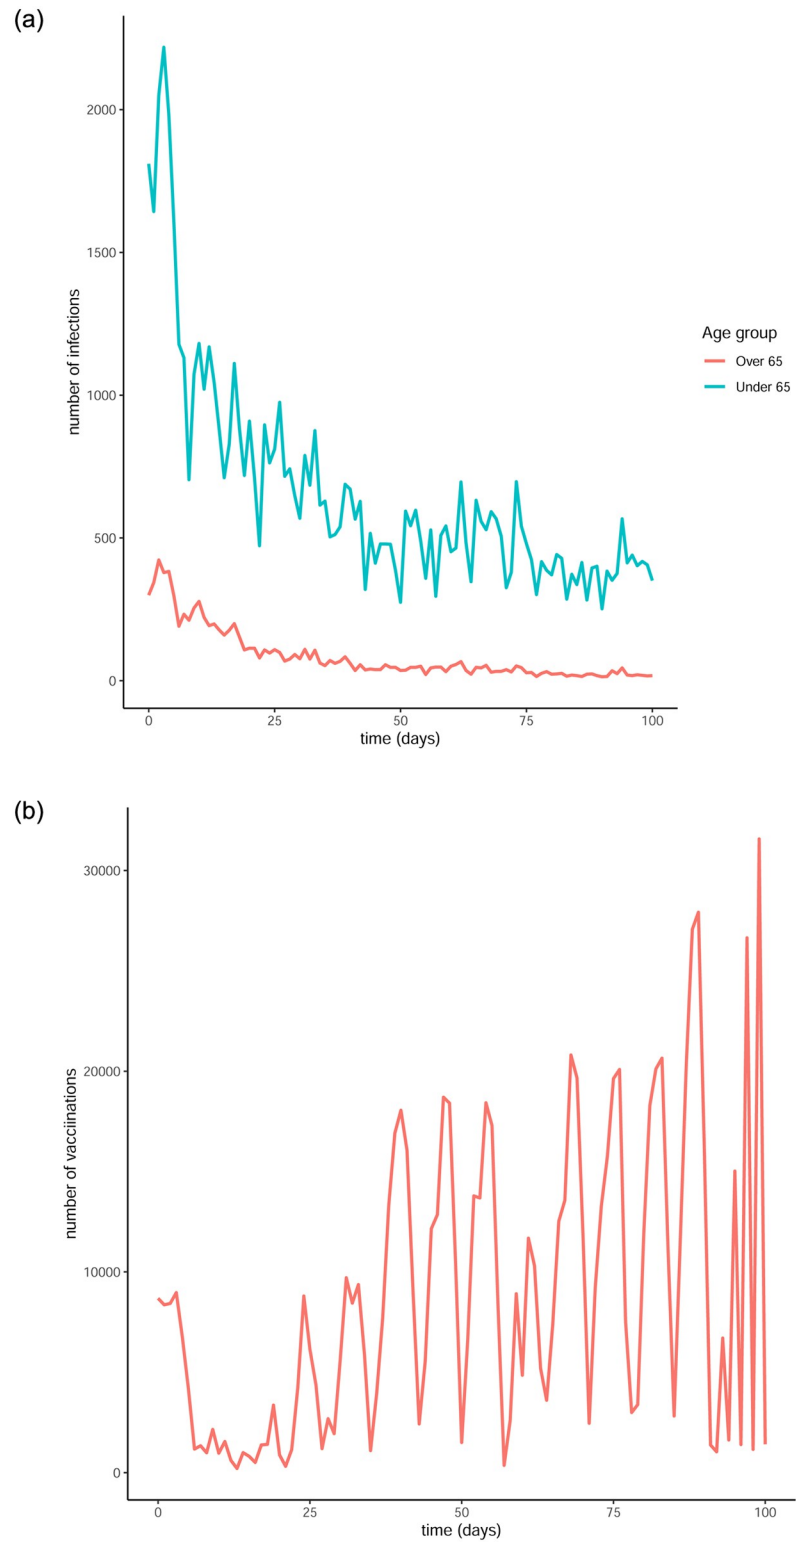 (a)
2000
1500
1000
500
0
number of infections
0 25 50 75 100
time (days)
Age group
Over 65
Under 65
(b)
30000
20000
10000
0
number of vacciinations
0 25 50 75 100
time (days)